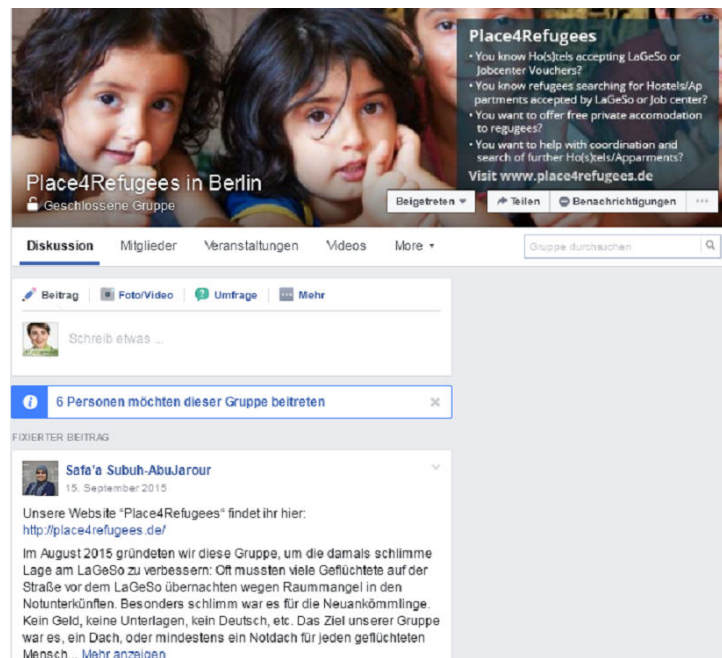 Place4Refugees
• You know Ho(s)tels accepting LaGeSo or
Jobcenter Vouchers?
• You know refugees searching for Hostels/Ap
partments accepted by LaGeSo or Job center?
• You want to offer free private accomodation
to regugees?
• You want to help with coordination and
search of further Ho(s)tels/Apparments?
Visit www.place4refugees.de
Place4Refugees in Berlin
Geschlossene Gruppe
Beigetreten Teilen Benachrichtigungen ...
Diskussion Mitglieder Veranstaltungen Videos More Gruppe durchsuchen
Beitrag Foto/Video Umfrage Mehr
Schreib etwas ...
6 Personen möchten dieser Gruppe beitreten
FIXIERTER BEITRAG
Safa'a Subuh-AbuJarour
15. September 2015
Unsere Website "Place4Refugees" findet ihr hier:
http://place4refugees.de/
Im August 2015 gründeten wir diese Gruppe, um die damals schlimme
Lage am LaGeSo zu verbessern: Oft mussten viele Geflüchtete auf der
Straße vor dem LaGeSo übernachten wegen Raummangel in den
Notunterkünften. Besonders schlimm war es für die Neuankömmlinge.
Kein Geld, keine Unterlagen, kein Deutsch, etc. Das Ziel unserer Gruppe
war es, ein Dach, oder mindestens ein Notdach für jeden geflüchteten
Mensch... Mehr anzeigen